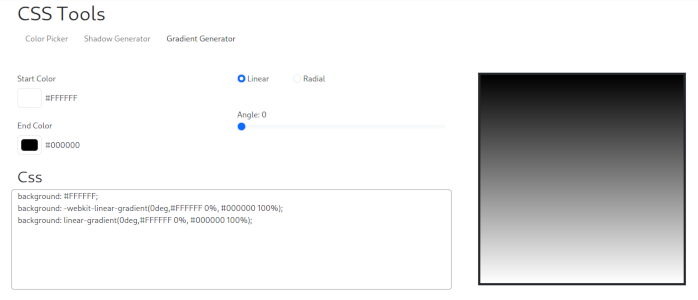 CSS Tools
Color Picker Shadow Generator Gradient Generator
Start Color
#FFFFFF
End Color
#000000
Linear Radial
Angle: 0
Css
background: #FFFFFF;
background: -webkit-linear-gradient(0deg,#FFFFFF 0%, #000000 100%);
background: linear-gradient(0deg,#FFFFFF 0%, #000000 100%);